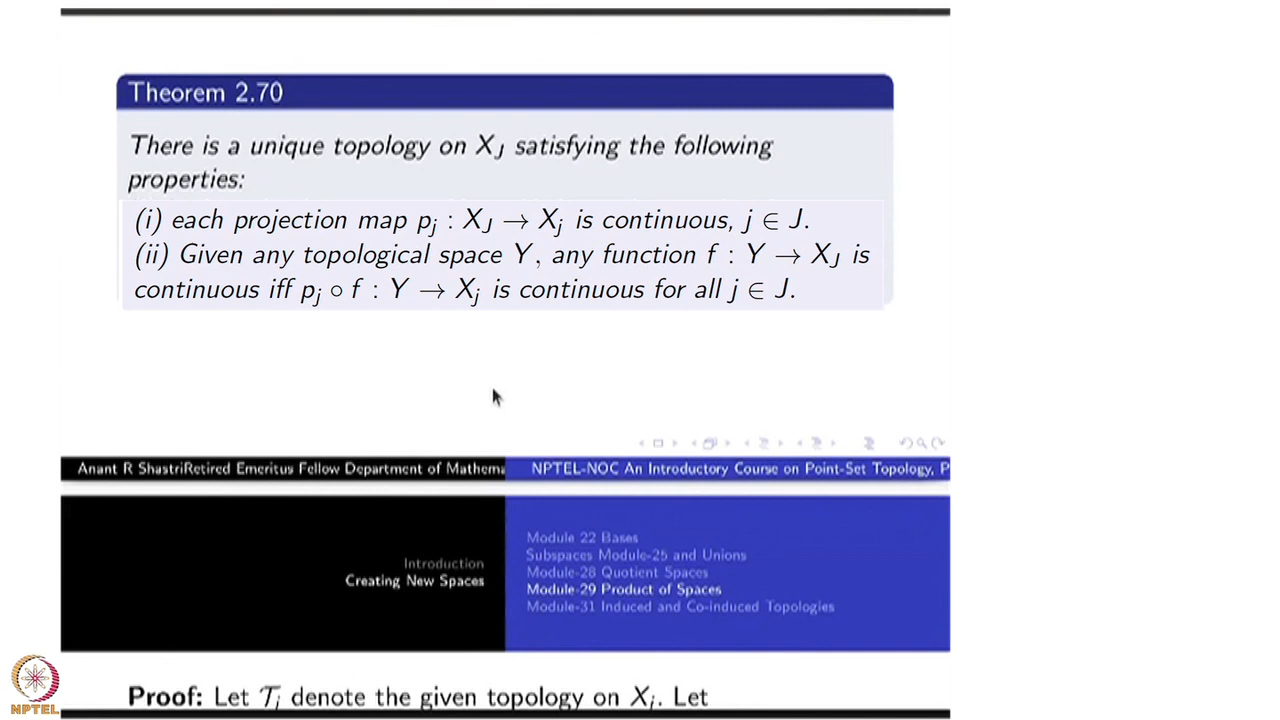 Theorem 2.70
There is a unique topology on X_J satisfying the following
properties:
(i) each projection map p_j : X_J → X_j is continuous, j ∈ J.
(ii) Given any topological space Y, any function f : Y → X_J is
continuous iff p_j ∘ f : Y → X_j is continuous for all j ∈ J.
Anant R ShastriRetired Emeritus Fellow Department of Mathema
NPTEL-NOC An Introductory Course on Point-Set Topology, P
Introduction
Creating New Spaces
Module 22 Bases
Subspaces Module-25 and Unions
Module-28 Quotient Spaces
Module-29 Product of Spaces
Module-31 Induced and Co-induced Topologies
Proof: Let 𝒯_j denote the given topology on X_j. Let
NPTEL